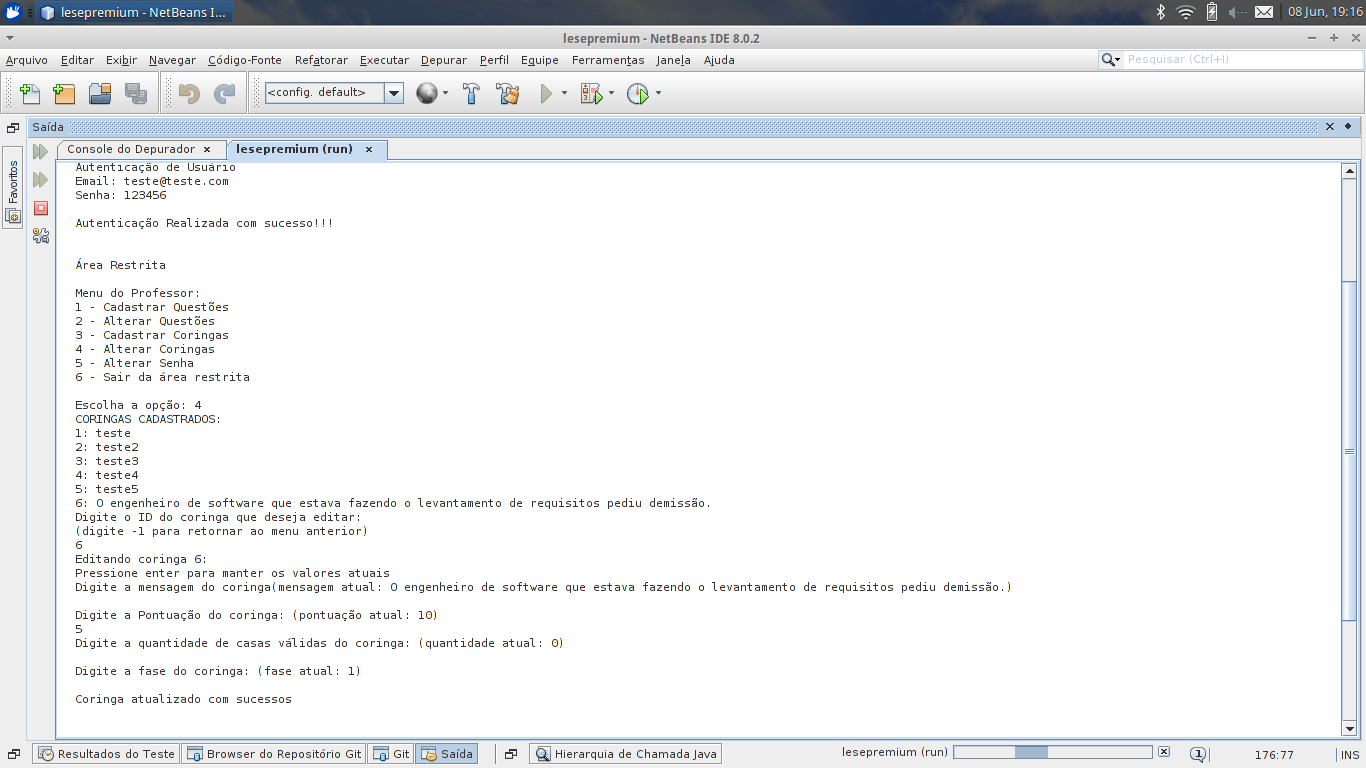 lesepremium - NetBeans I...
08 Jun, 19:16
lesepremium - NetBeans IDE 8.0.2
Arquivo Editar Exibir Navegar Código-Fonte Refatorar Executar Depurar Perfil Equipe Ferramentas Janela Ajuda
Pesquisar (Ctrl+I)
<config. default>
Saída
Console do Depurador
lesepremium (run)
Favoritos
Autenticação de Usuário
Email: teste@teste.com
Senha: 123456
Autenticação Realizada com sucesso!!!
Área Restrita
Menu do Professor:
1 - Cadastrar Questões
2 - Alterar Questões
3 - Cadastrar Coringas
4 - Alterar Coringas
5 - Alterar Senha
6 - Sair da área restrita
Escolha a opção: 4
CORINGAS CADASTRADOS:
1: teste
2: teste2
3: teste3
4: teste4
5: teste5
6: O engenheiro de software que estava fazendo o levantamento de requisitos pediu demissão.
Digite o ID do coringa que deseja editar:
(digite -1 para retornar ao menu anterior)
6
Editando coringa 6:
Pressione enter para manter os valores atuais
Digite a mensagem do coringa(mensagem atual: O engenheiro de software que estava fazendo o levantamento de requisitos pediu demissão.)
Digite a Pontuação do coringa: (pontuação atual: 10)
5
Digite a quantidade de casas válidas do coringa: (quantidade atual: 0)
Digite a fase do coringa: (fase atual: 1)
Coringa atualizado com sucessos
Resultados do Teste
Browser do Repositório Git
Git
Saída
Hierarquia de Chamada Java
lesepremium (run)
1
176:77
INS